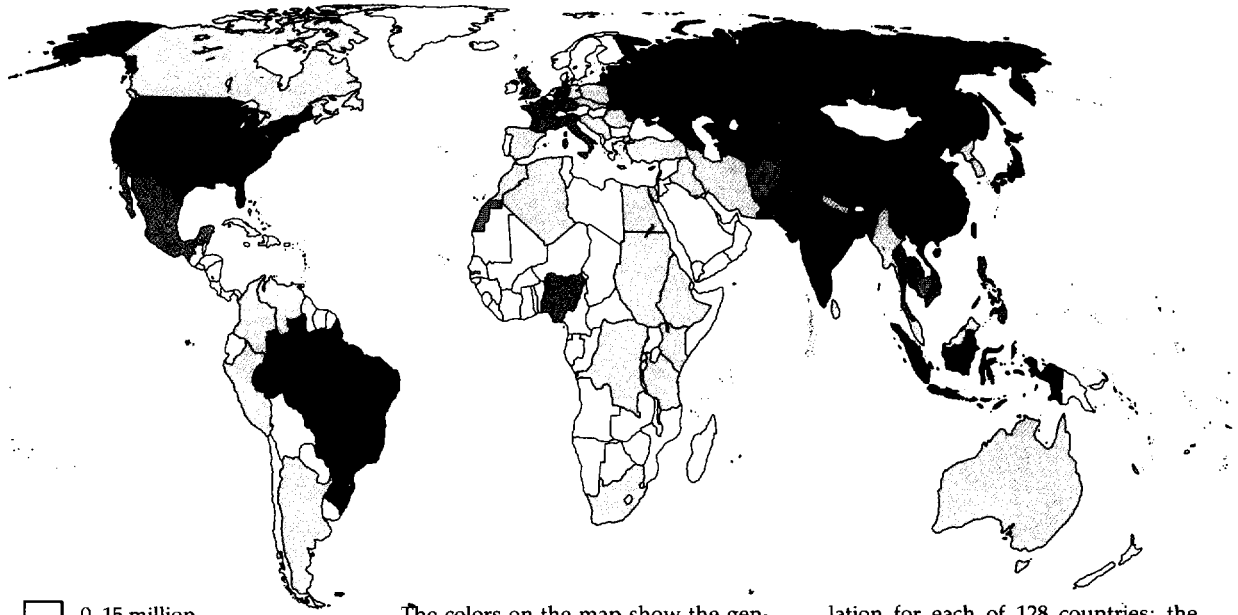 0–15 million
The colors on the map show the gen-
lation for each of 128 countries; the